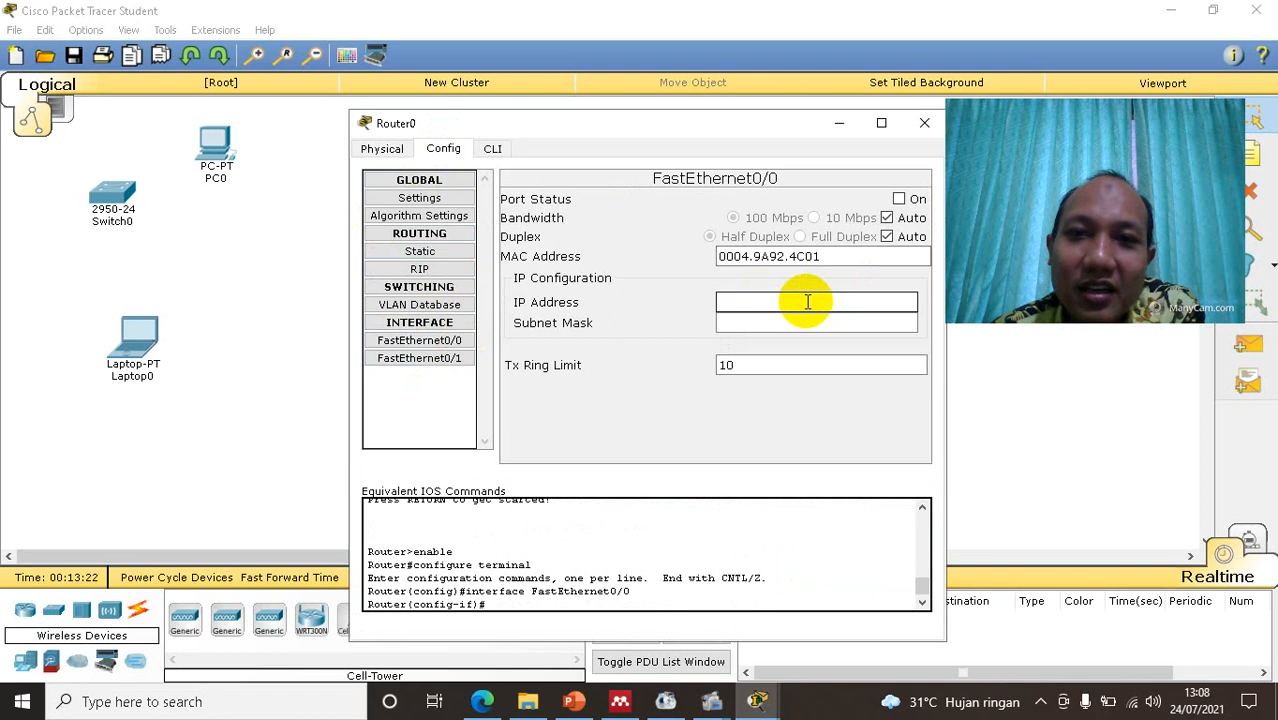 Cisco Packet Tracer Student
File Edit Options View Tools Extensions Help
Logical
[Root]
New Cluster
Move Object
Set Tiled Background
Viewport
PC-PT
PC0
2950-24
Switch0
Laptop-PT
Laptop0
Router0
Physical Config CLI
GLOBAL
Settings
Algorithm Settings
ROUTING
Static
RIP
SWITCHING
VLAN Database
INTERFACE
FastEthernet0/0
FastEthernet0/1
FastEthernet0/0
Port Status On
Bandwidth 100 Mbps 10 Mbps Auto
Duplex Half Duplex Full Duplex Auto
MAC Address 0004.9A92.4C01
IP Configuration
IP Address
Subnet Mask
Tx Ring Limit 10
Equivalent IOS Commands
Press RETURN to get started!
Router>enable
Router#configure terminal
Enter configuration commands, one per line. End with CNTL/Z.
Router(config)#interface FastEthernet0/0
Router(config-if)#
ManyCam.com
Time: 00:13:22 Power Cycle Devices Fast Forward Time
Realtime
Wireless Devices
Generic Generic Generic WRT300N
Cell-Tower
Toggle PDU List Window
Type Color Time(sec) Periodic Num
Type here to search
31°C Hujan ringan
13:08
24/07/2021